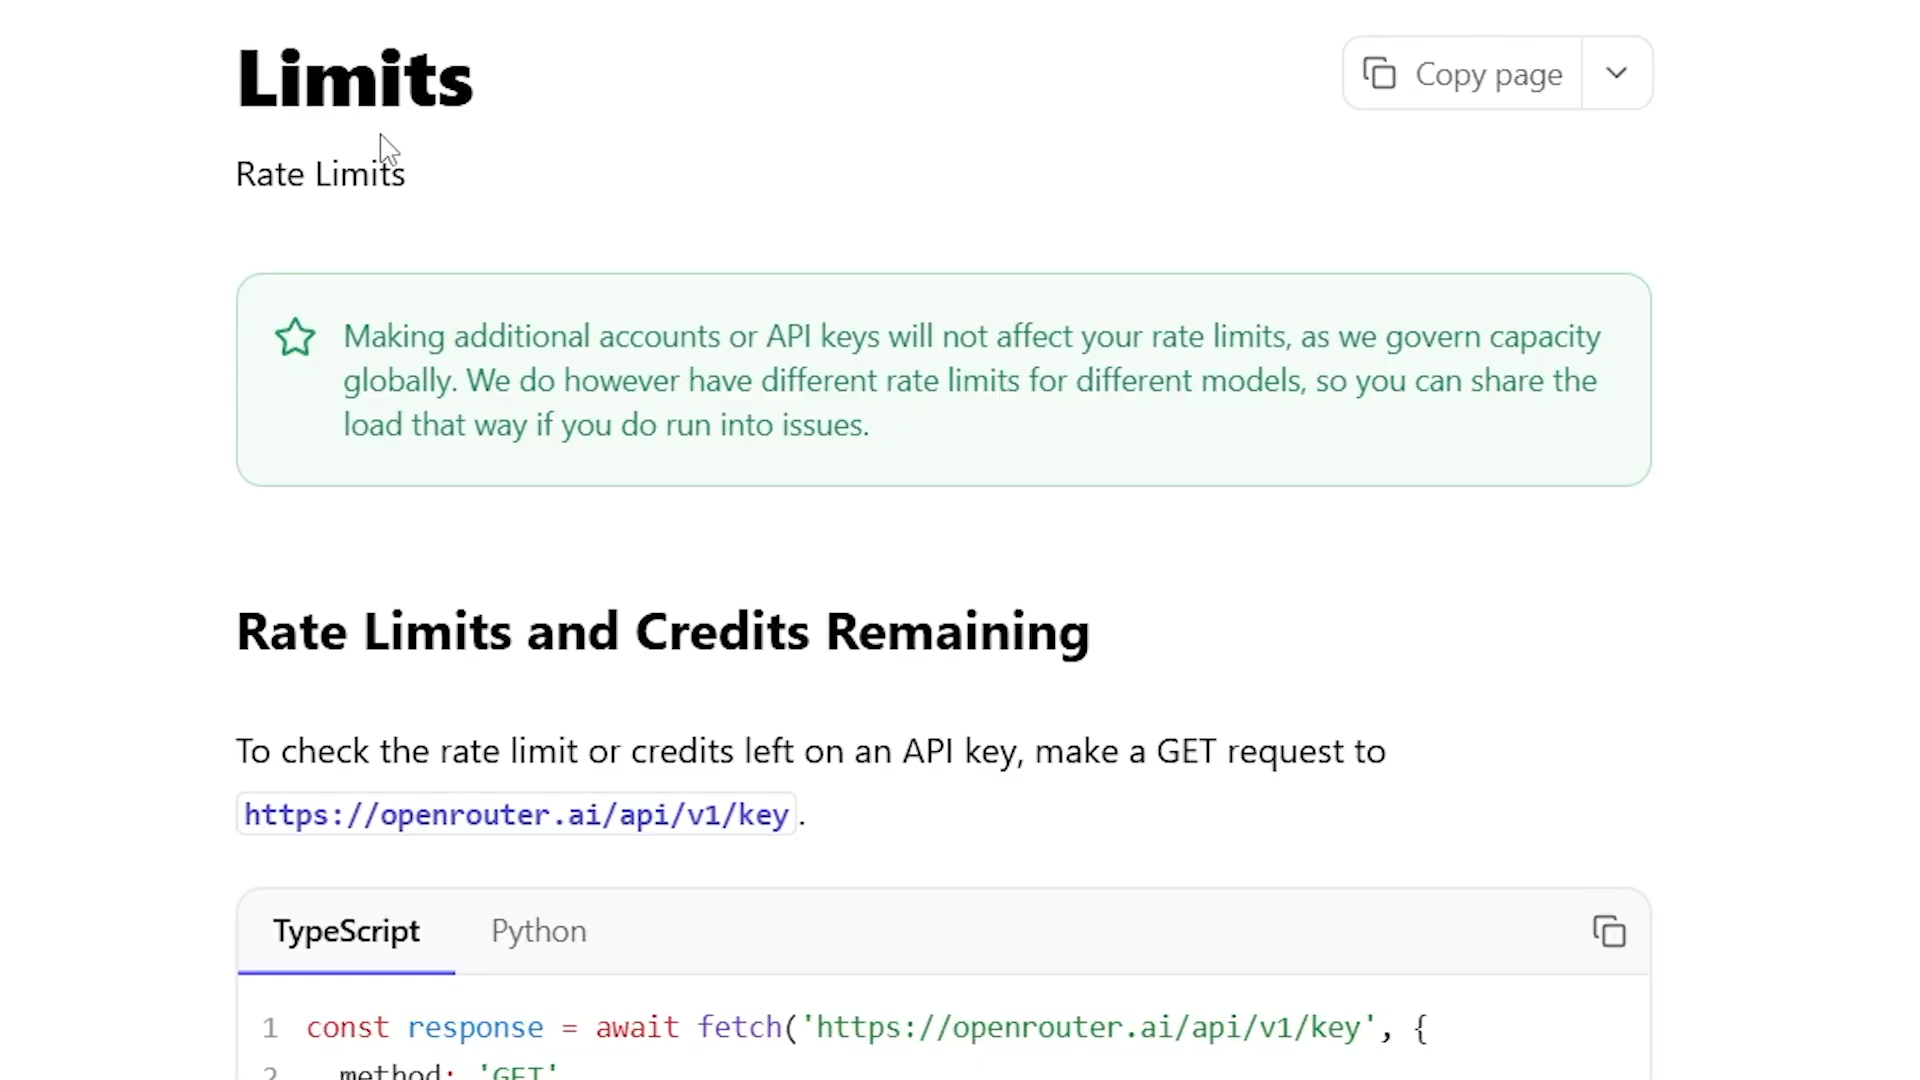 Limits
Copy page
Rate Limits
Making additional accounts or API keys will not affect your rate limits, as we govern capacity
globally. We do however have different rate limits for different models, so you can share the
load that way if you do run into issues.
Rate Limits and Credits Remaining
To check the rate limit or credits left on an API key, make a GET request to
https://openrouter.ai/api/v1/key.
TypeScript Python
1 const response = await fetch('https://openrouter.ai/api/v1/key', {
2 method: 'GET'